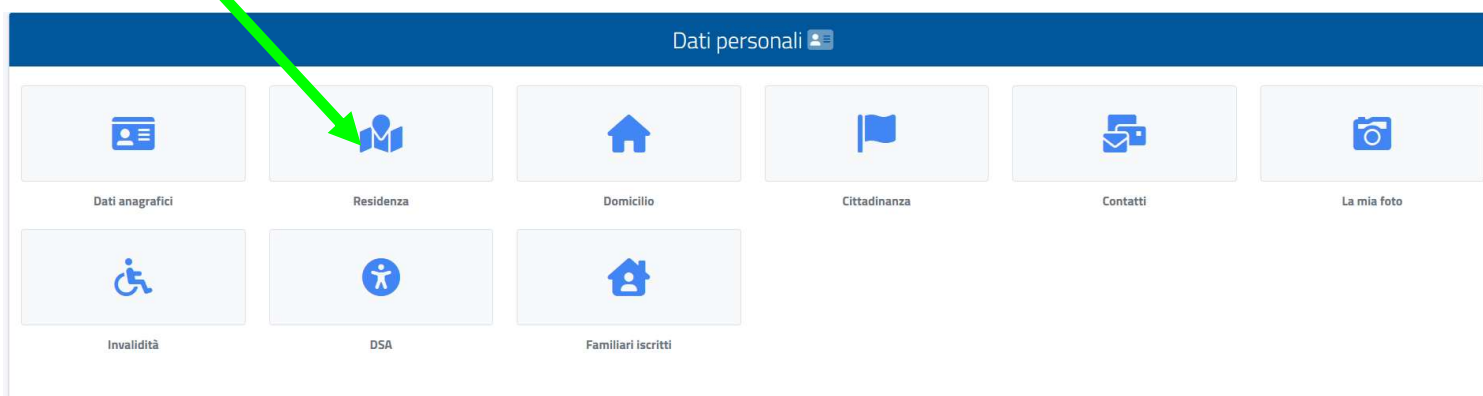 Dati personali
Dati anagrafici
Residenza
Domicilio
Cittadinanza
Contatti
La mia foto
Invalidità
DSA
Familiari iscritti